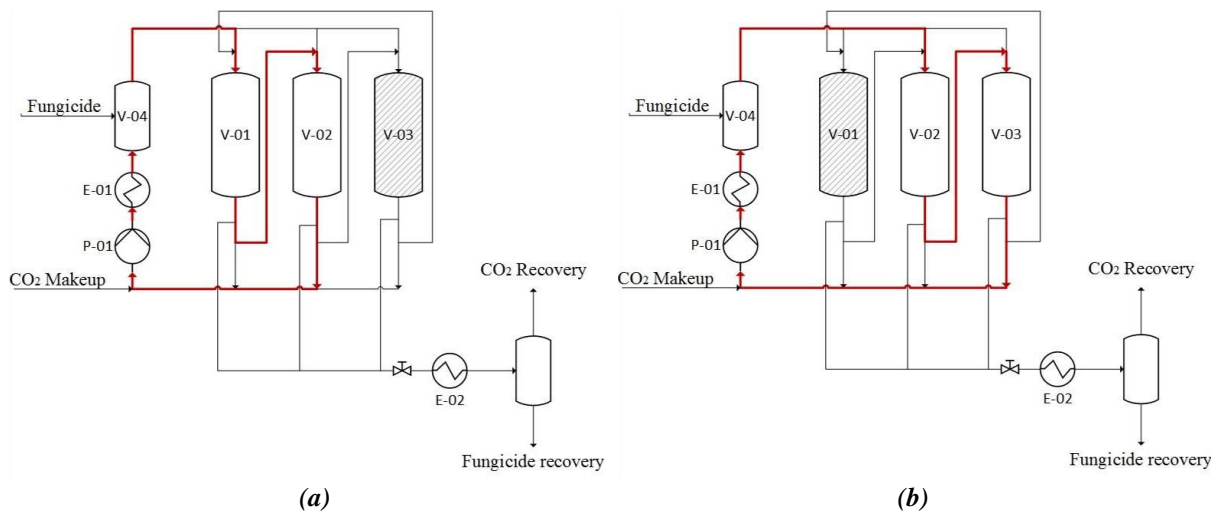 Fungicide
V-04
V-01
V-02
V-03
E-01
P-01
CO₂ Makeup
CO₂ Recovery
E-02
Fungicide recovery
(a)
Fungicide
V-04
V-01
V-02
V-03
E-01
P-01
CO₂ Makeup
CO₂ Recovery
E-02
Fungicide recovery
(b)